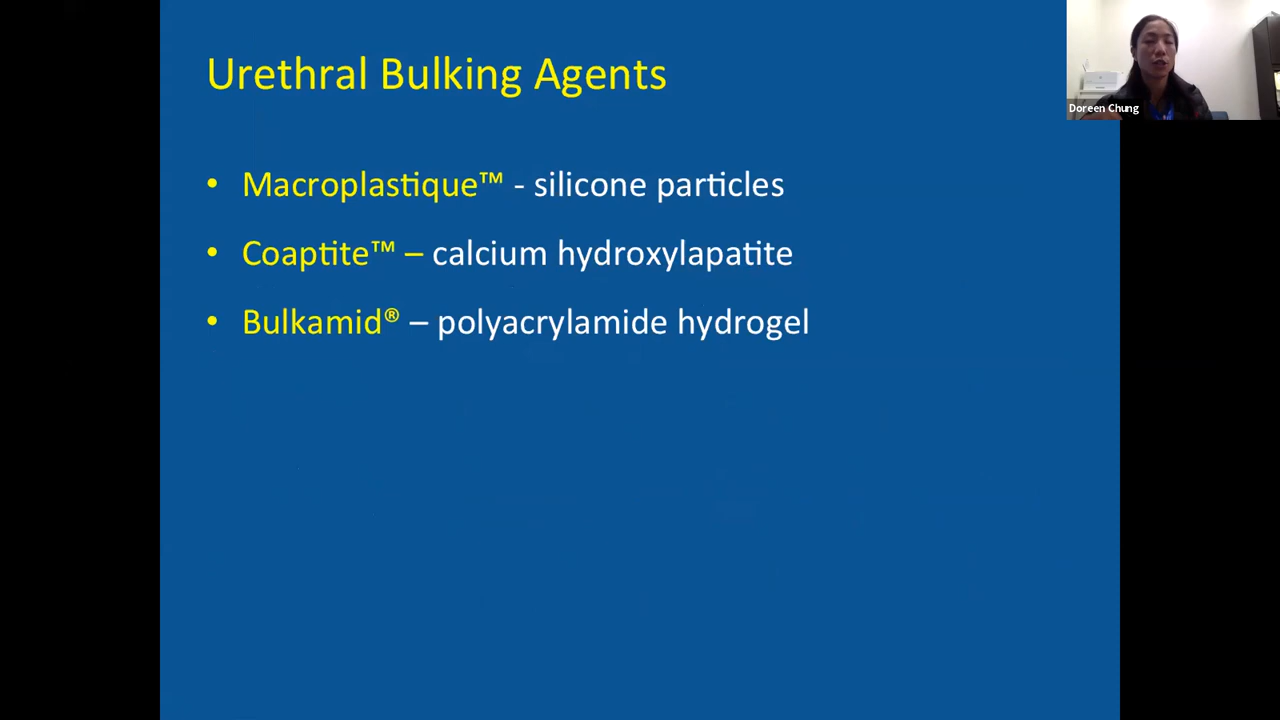 Urethral Bulking Agents
Doreen Chung
• Macroplastique™ - silicone particles
• Coaptite™ – calcium hydroxylapatite
• Bulkamid® – polyacrylamide hydrogel